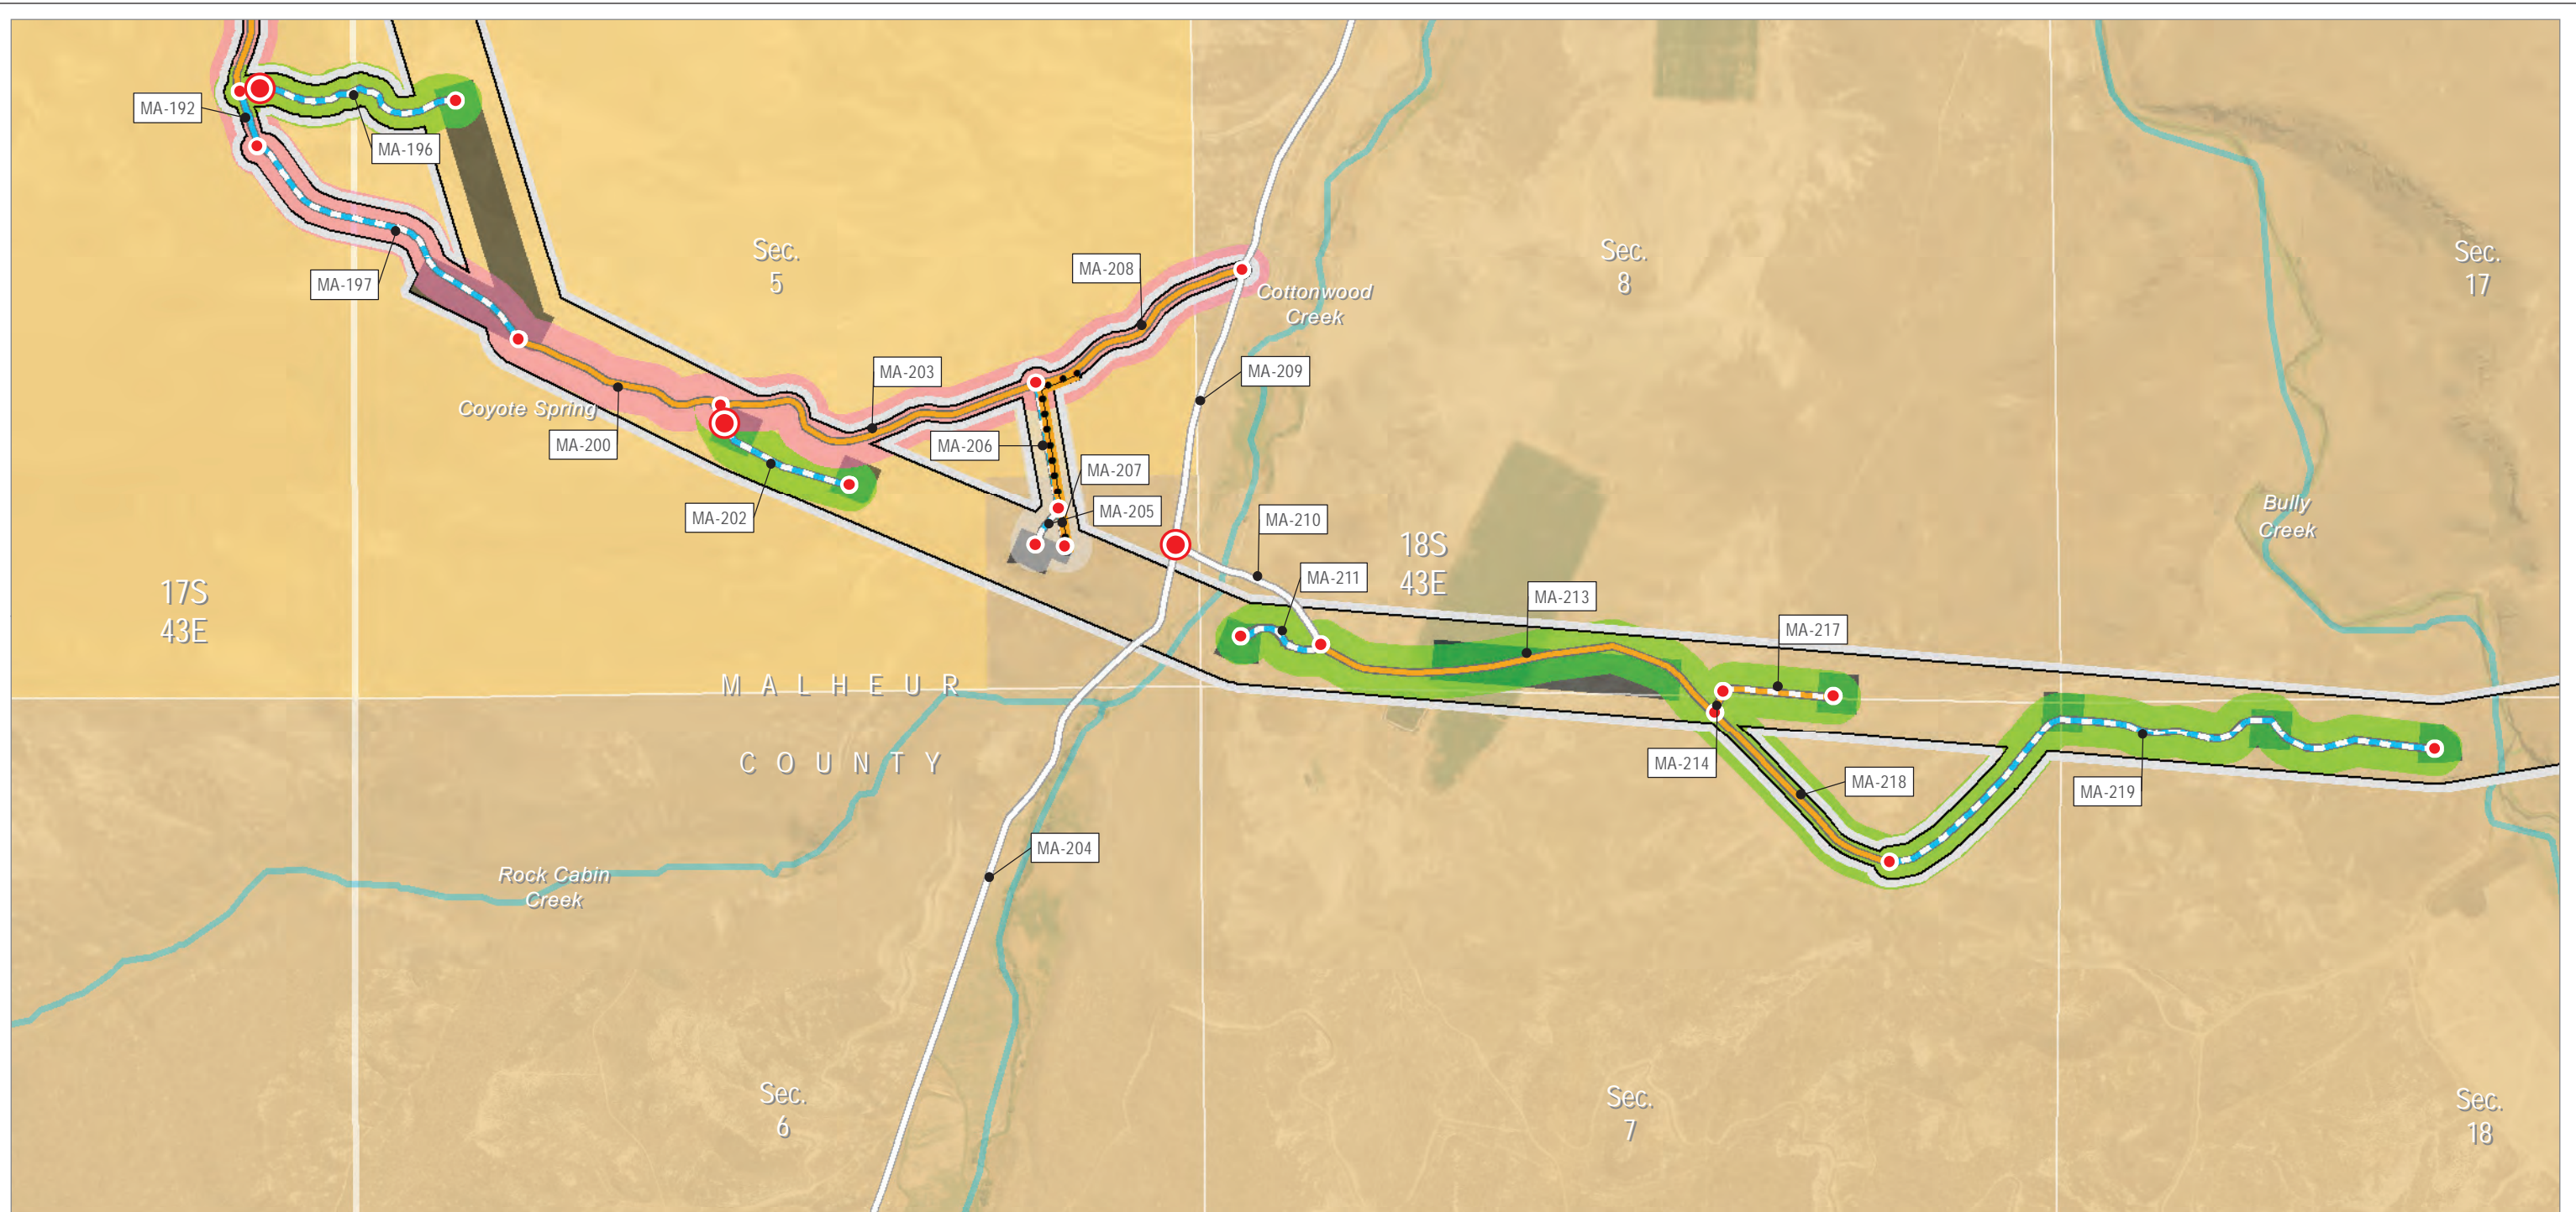 MA-192
MA-196
Sec.
5
Sec.
8
Sec.
17
MA-208
MA-197
Cottonwood
Creek
MA-203
MA-209
Coyote Spring
MA-200
MA-206
MA-207
MA-205
MA-202
MA-210
Bully
Creek
18S
43E
MA-211
MA-213
17S
43E
MA-217
MALHEUR
COUNTY
MA-214
MA-218
MA-219
MA-204
Rock Cabin
Creek
Sec.
6
Sec.
7
Sec.
18